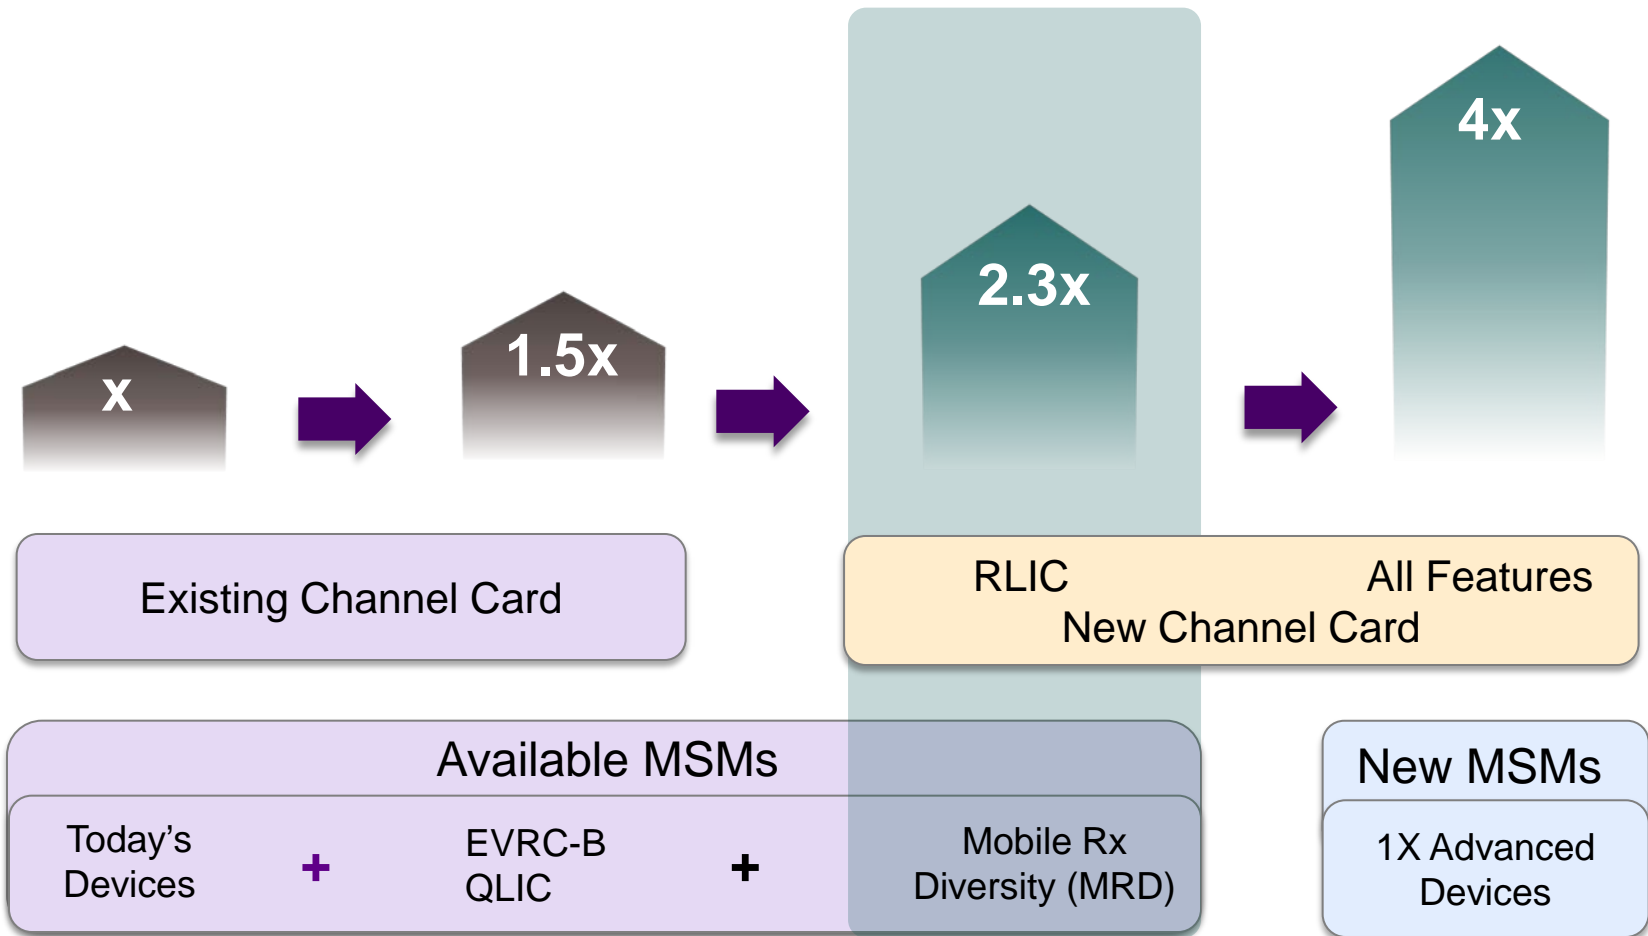 x
1.5x
2.3x
4x
Existing Channel Card
RLIC
All Features
New Channel Card
Available MSMs
New MSMs
Today's
Devices
+
EVRC-B
QLIC
+
Mobile Rx
Diversity (MRD)
1X Advanced
Devices